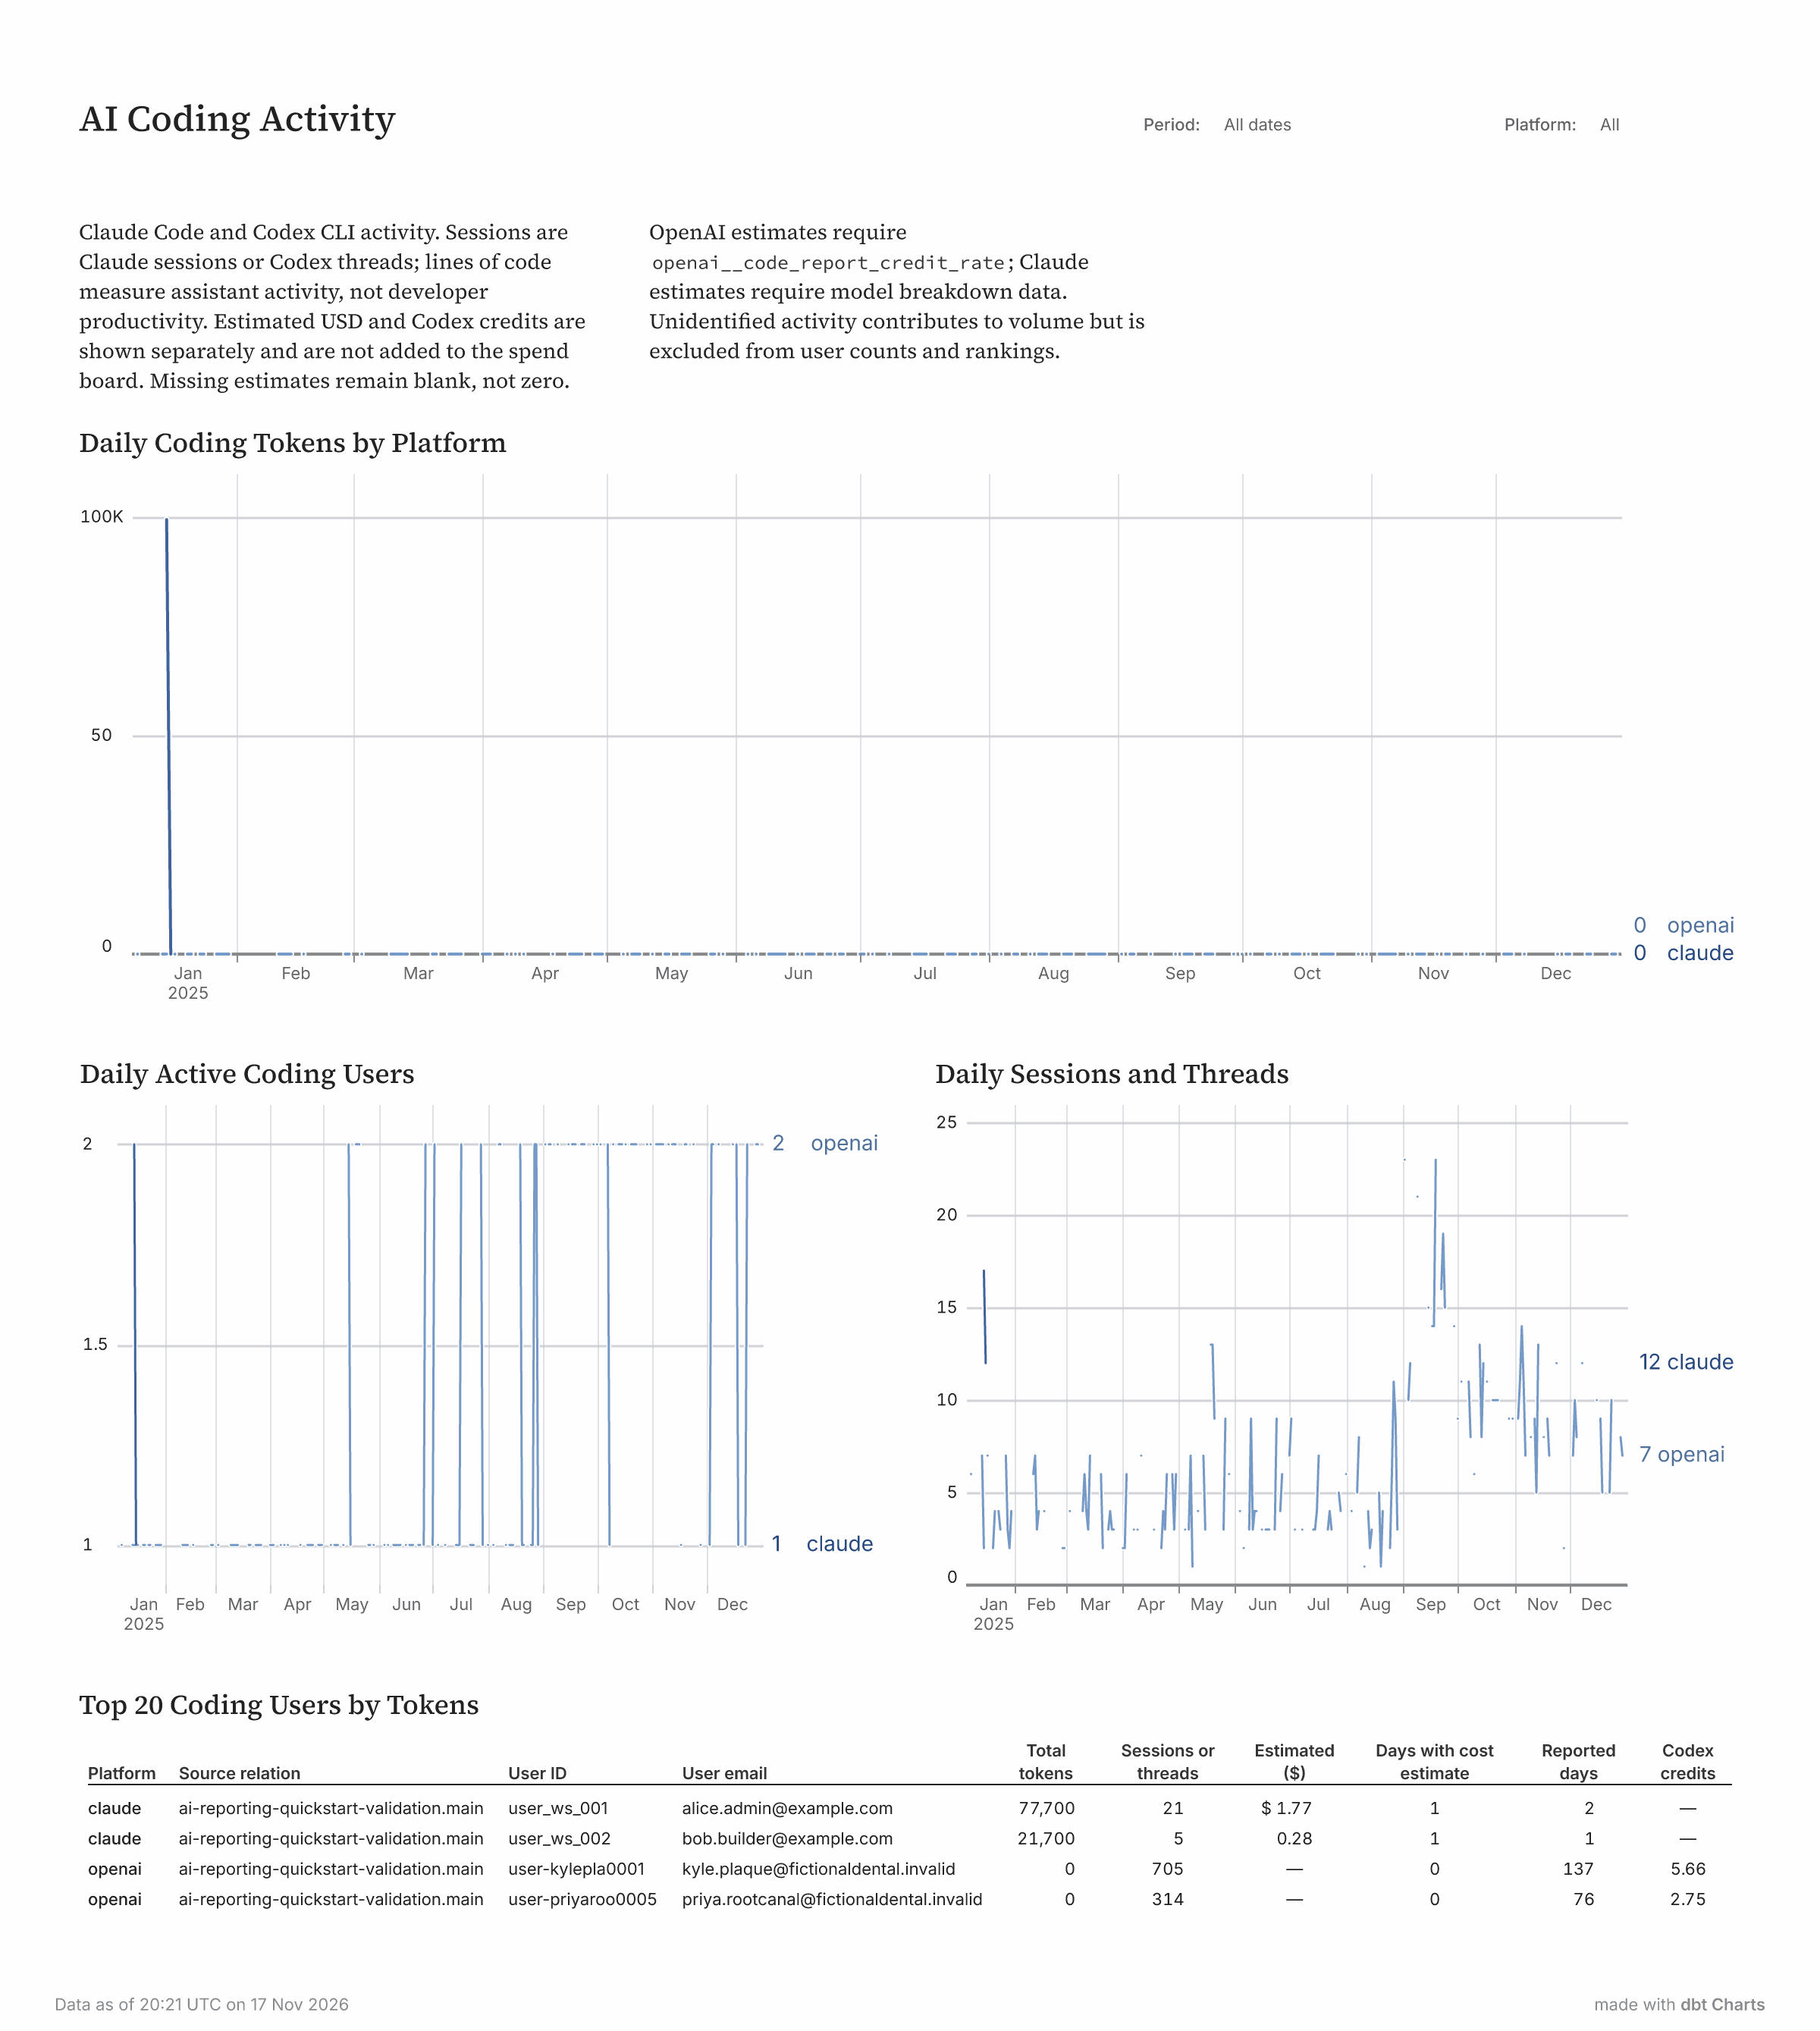 AI Coding Activity
Period: All dates
Platform: All
Claude Code and Codex CLI activity. Sessions are
Claude sessions or Codex threads; lines of code
measure assistant activity, not developer
productivity. Estimated USD and Codex credits are
shown separately and are not added to the spend
board. Missing estimates remain blank, not zero.
OpenAI estimates require
openai__code_report_credit_rate; Claude
estimates require model breakdown data.
Unidentified activity contributes to volume but is
excluded from user counts and rankings.
Daily Coding Tokens by Platform
100K
50
0
0 openai
0 claude
Jan Feb Mar Apr May Jun Jul Aug Sep Oct Nov Dec
2025
Daily Active Coding Users
2
1.5
1
2 openai
1 claude
Jan Feb Mar Apr May Jun Jul Aug Sep Oct Nov Dec
2025
Daily Sessions and Threads
25
20
15
10
5
0
12 claude
7 openai
Jan Feb Mar Apr May Jun Jul Aug Sep Oct Nov Dec
2025
Top 20 Coding Users by Tokens
Total Sessions or Estimated Days with cost Reported Codex
Platform Source relation User ID User email tokens threads ($) estimate days credits
claude ai-reporting-quickstart-validation.main user_ws_001 alice.admin@example.com 77,700 21 $ 1.77 1 2 —
claude ai-reporting-quickstart-validation.main user_ws_002 bob.builder@example.com 21,700 5 0.28 1 1 —
openai ai-reporting-quickstart-validation.main user-kylepla0001 kyle.plaque@fictionaldental.invalid 0 705 — 0 137 5.66
openai ai-reporting-quickstart-validation.main user-priyaroo0005 priya.rootcanal@fictionaldental.invalid 0 314 — 0 76 2.75
Data as of 20:21 UTC on 17 Nov 2026
made with dbt Charts